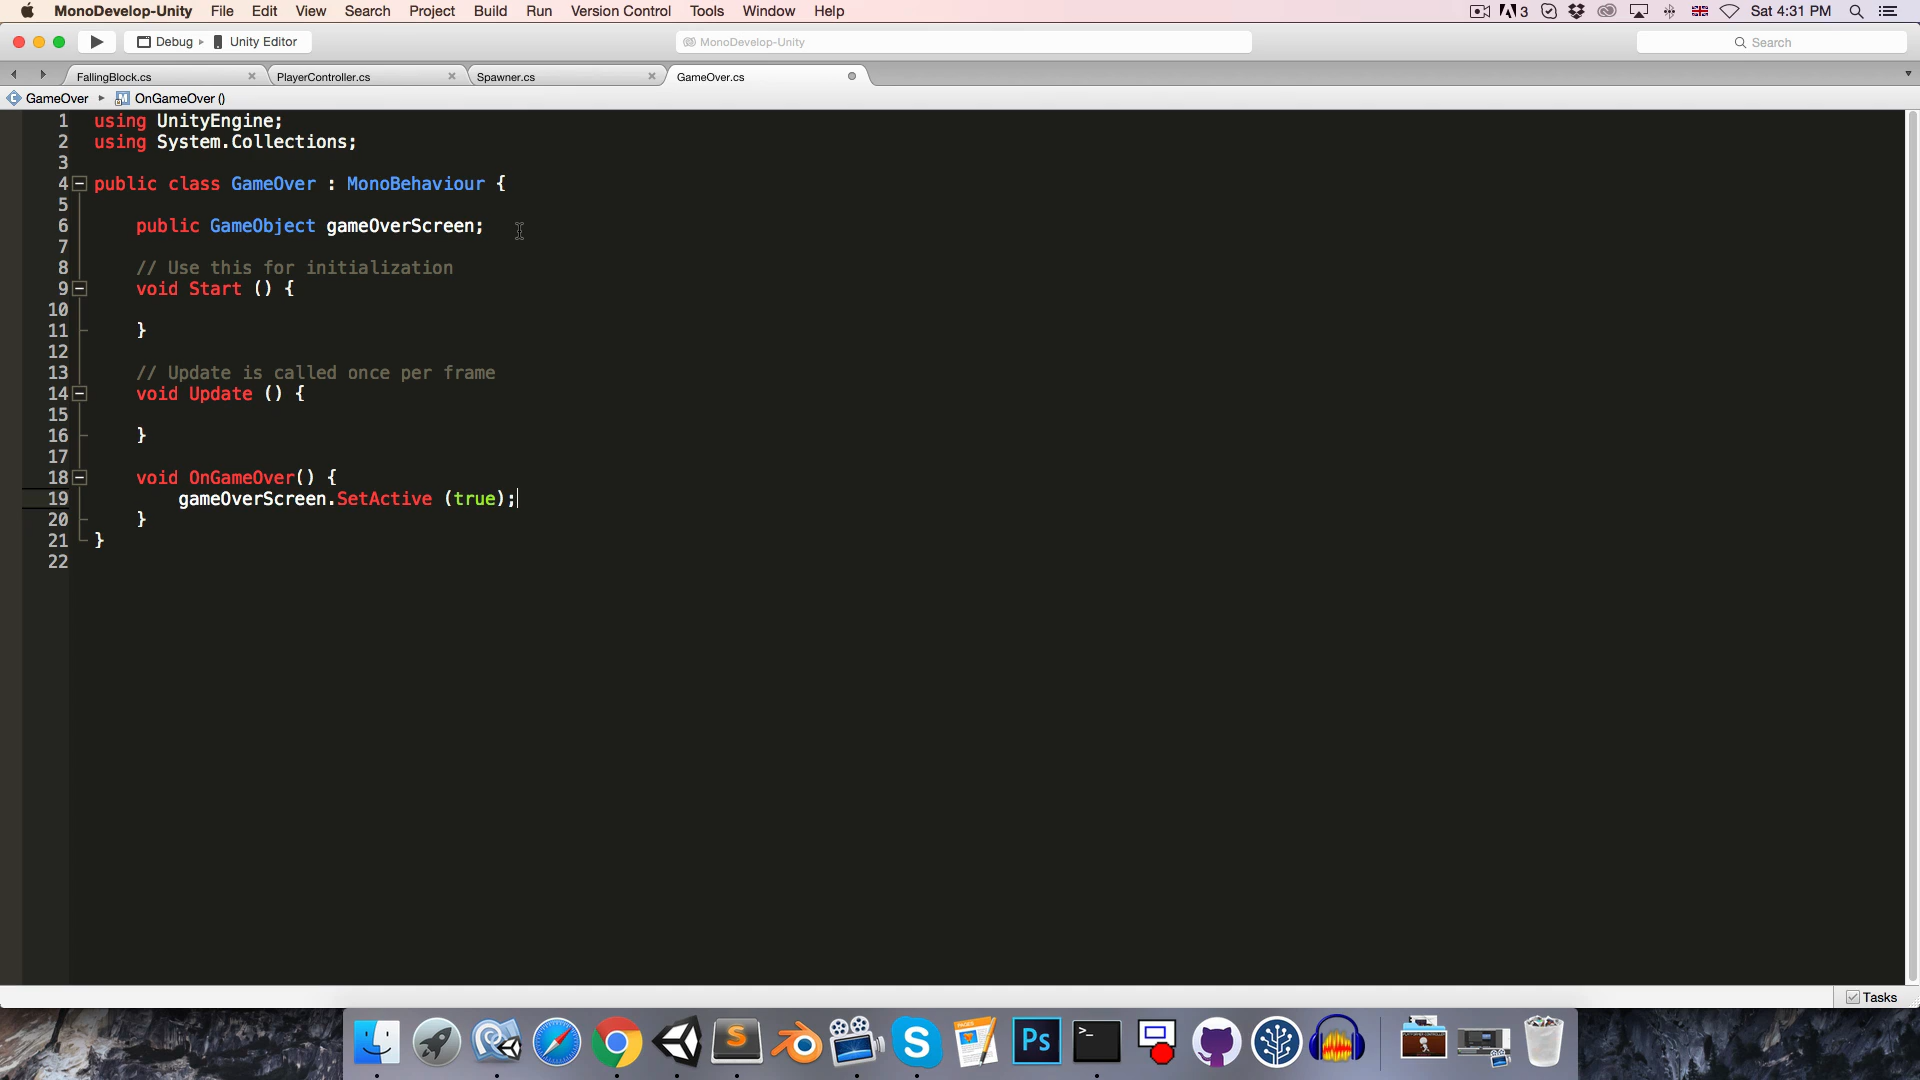 MonoDevelop-Unity File Edit View Search Project Build Run Version Control Tools Window Help 3 Sat 4:31 PM
Debug Unity Editor MonoDevelop-Unity Search
FallingBlock.cs PlayerController.cs Spawner.cs GameOver.cs
GameOver OnGameOver ()
1 using UnityEngine;
2 using System.Collections;
3
4 public class GameOver : MonoBehaviour {
5
6 public GameObject gameOverScreen;
7
8 // Use this for initialization
9 void Start () {
10
11 }
12
13 // Update is called once per frame
14 void Update () {
15
16 }
17
18 void OnGameOver() {
19 gameOverScreen.SetActive (true);
20 }
21 }
22
Tasks
S S PAGES Ps >_